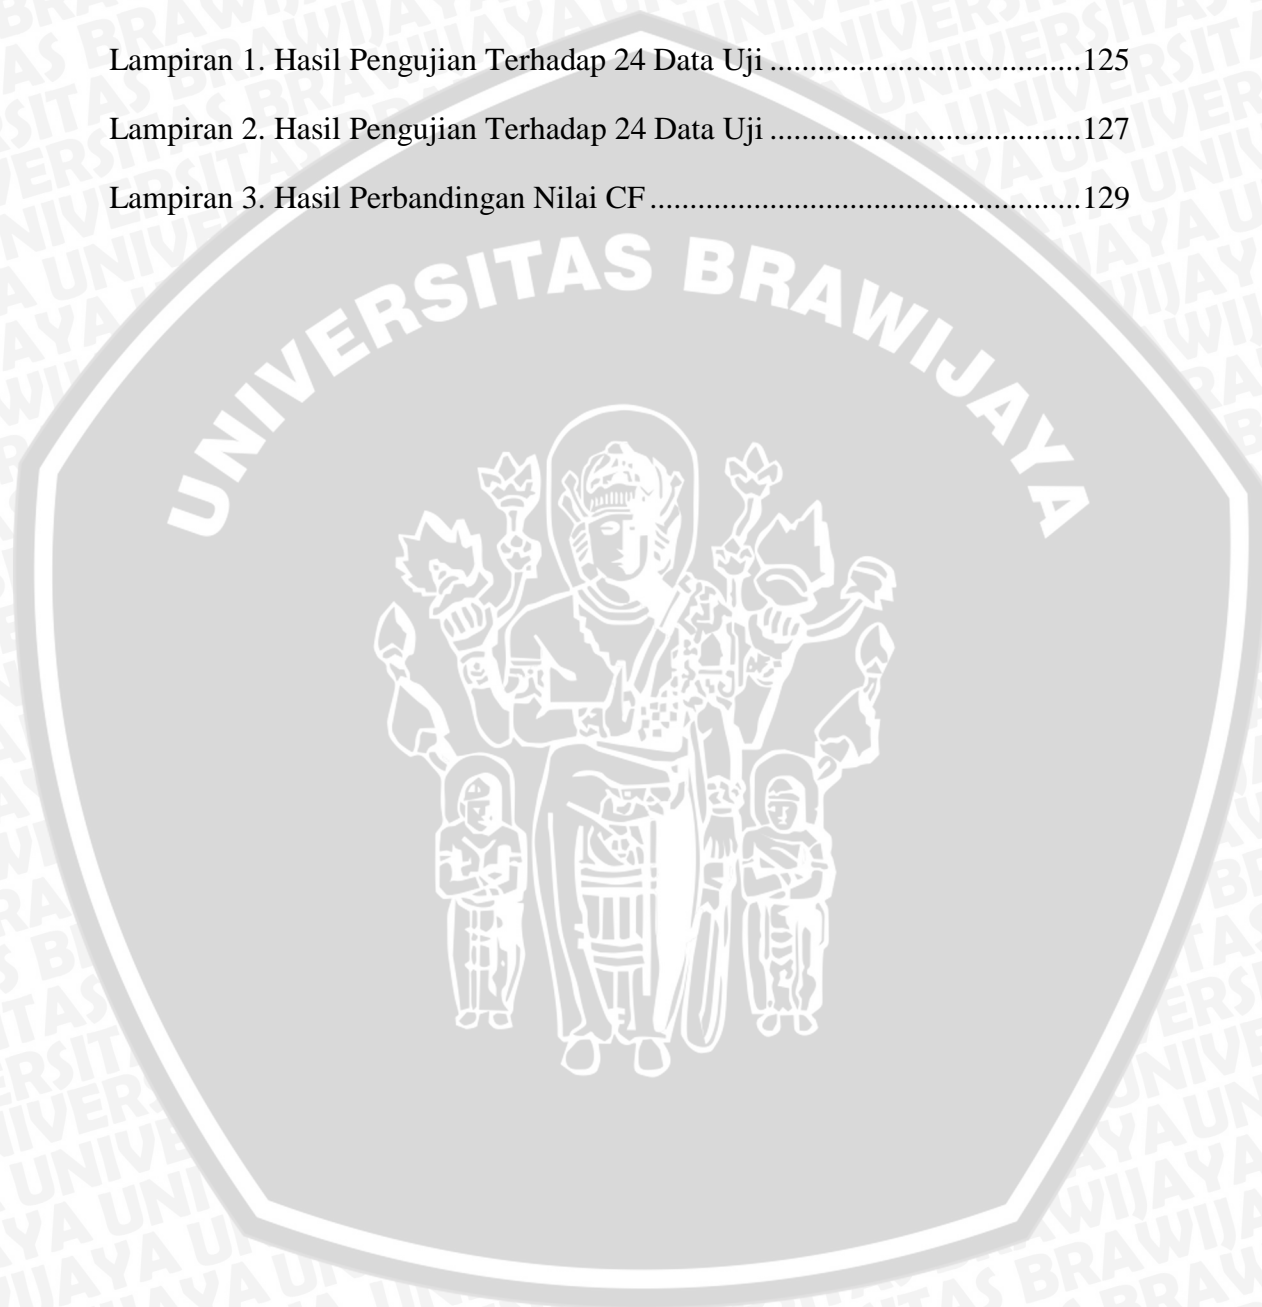 Lampiran 1. Hasil Pengujian Terhadap 24 Data Uji .......................................125
Lampiran 2. Hasil Pengujian Terhadap 24 Data Uji .......................................127
Lampiran 3. Hasil Perbandingan Nilai CF ......................................................129
UNIVERSITAS BRAWIJAYA